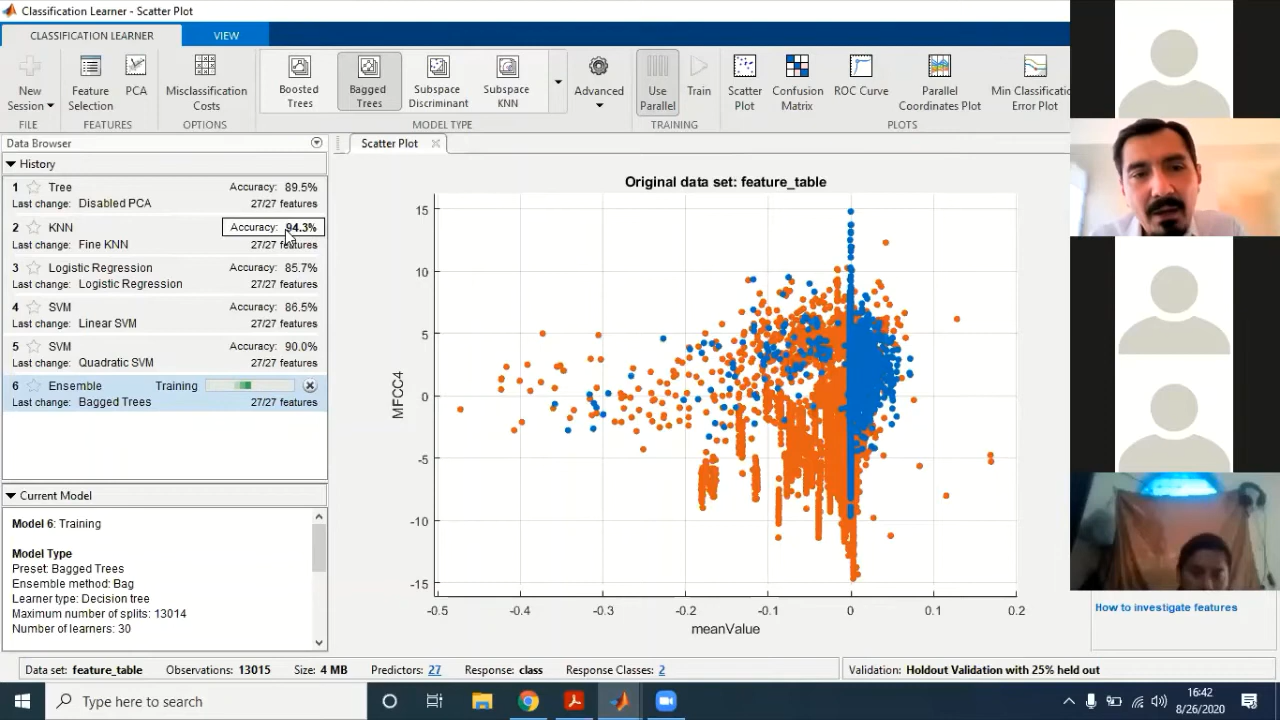 Classification Learner - Scatter Plot
CLASSIFICATION LEARNER
VIEW
New Session
Feature Selection
PCA
Misclassification Costs
Boosted Trees
Bagged Trees
Subspace Discriminant
Subspace KNN
Advanced
Use Parallel
Train
Scatter Plot
Confusion Matrix
ROC Curve
Parallel Coordinates Plot
Min Classification Error Plot
FILE
FEATURES
OPTIONS
MODEL TYPE
TRAINING
PLOTS
Data Browser
History
1 Tree Accuracy: 89.5%
Last change: Disabled PCA 27/27 features
2 KNN Accuracy: 94.3%
Last change: Fine KNN 27/27 features
3 Logistic Regression Accuracy: 85.7%
Last change: Logistic Regression 27/27 features
4 SVM Accuracy: 86.5%
Last change: Linear SVM 27/27 features
5 SVM Accuracy: 90.0%
Last change: Quadratic SVM 27/27 features
6 Ensemble Training
Last change: Bagged Trees 27/27 features
Current Model
Model 6: Training
Model Type
Preset: Bagged Trees
Ensemble method: Bag
Learner type: Decision tree
Maximum number of splits: 13014
Number of learners: 30
Scatter Plot
Original data set: feature_table
15
10
5
0
-5
-10
-15
MFCC4
-0.5 -0.4 -0.3 -0.2 -0.1 0 0.1 0.2
meanValue
How to investigate features
Data set: feature_table Observations: 13015 Size: 4 MB Predictors: 27 Response: class Response Classes: 2
Validation: Holdout Validation with 25% held out
Type here to search
16:42
8/26/2020